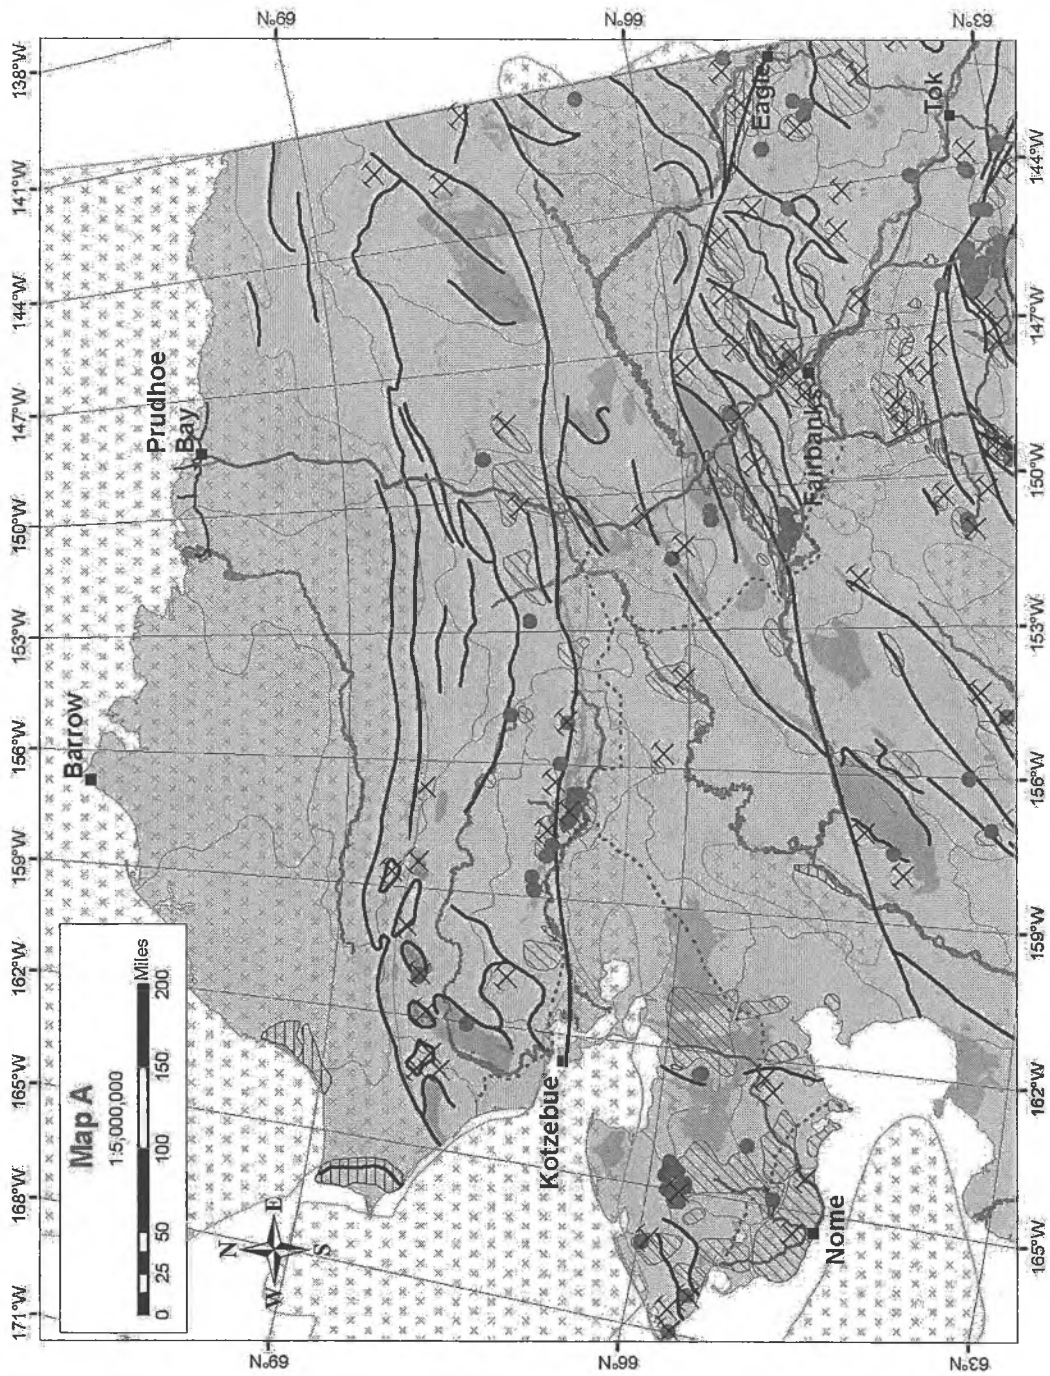 171°W
168°W
165°W
162°W
159°W
156°W
153°W
150°W
147°W
144°W
141°W
138°W
Map A
1:5,000,000
0
25
50
100
150
200
Miles
N
W
E
S
Barrow
Prudhoe
Bay
69°N
69°N
Kotzebue
66°N
66°N
Eagle
Nome
Fairbanks
Tok
63°N
63°N
165°W
162°W
159°W
156°W
153°W
150°W
147°W
144°W